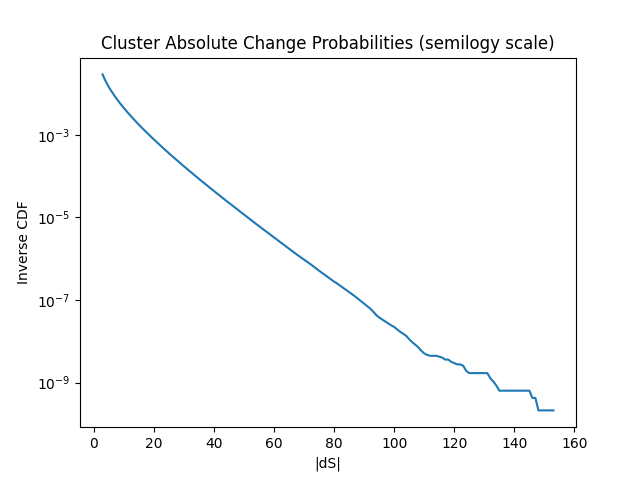 Cluster Absolute Change Probabilities (semilogy scale)
Inverse CDF
10⁻³
10⁻⁵
10⁻⁷
10⁻⁹
0 20 40 60 80 100 120 140 160
|dS|